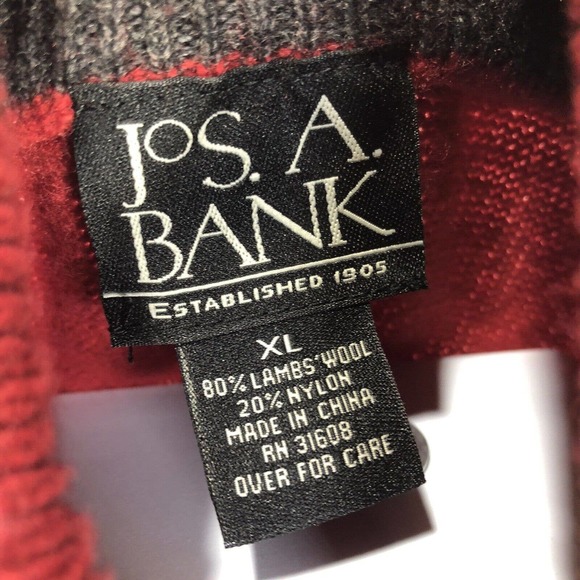 JOS. A.
BANK
ESTABLISHED 1905
XL
80% LAMBS' WOOL
20% NYLON
MADE IN CHINA
RN 31608
OVER FOR CARE